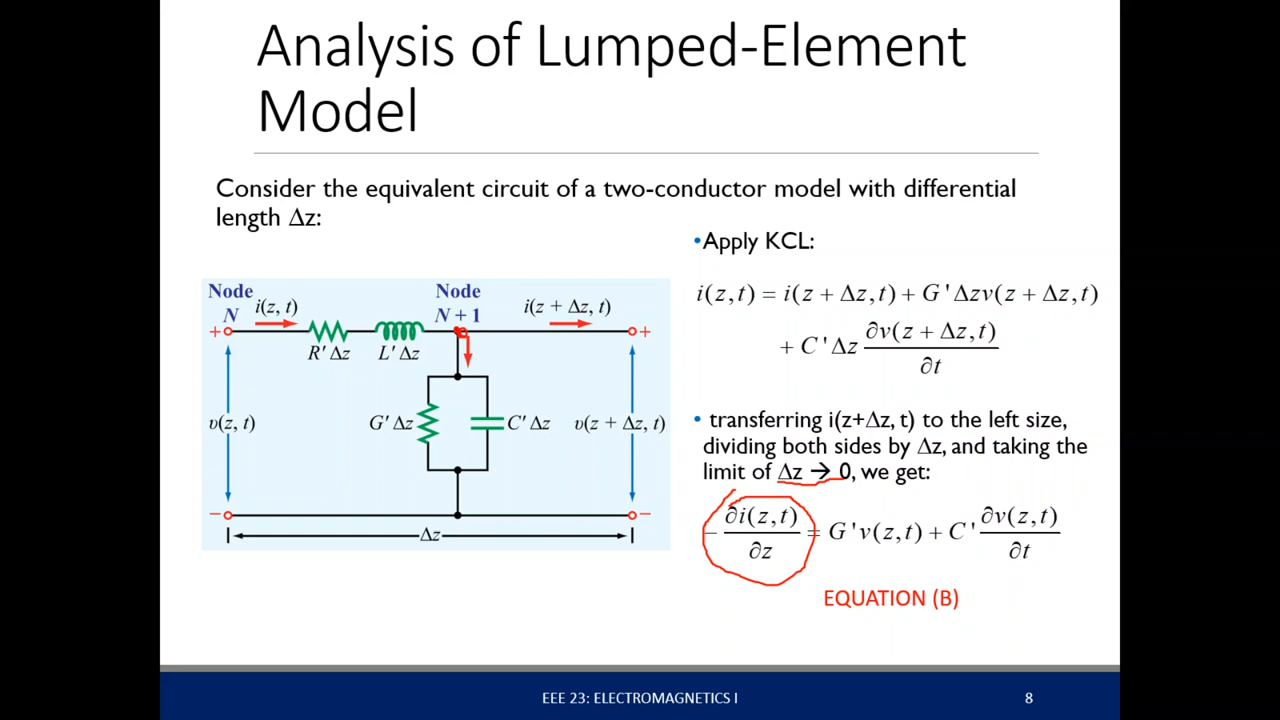 Analysis of Lumped-Element
Model
Consider the equivalent circuit of a two-conductor model with differential
length Δz:
Node
N
i(z, t)
Node
N + 1
i(z + Δz, t)
+
+
R' Δz
L' Δz
υ(z, t)
G' Δz
C' Δz
υ(z + Δz, t)
−
−
Δz
•Apply KCL:
i(z,t) = i(z + Δz,t) + G'Δzv(z + Δz,t)
+ C'Δz ∂v(z + Δz,t)/∂t
• transferring i(z+Δz, t) to the left size,
dividing both sides by Δz, and taking the
limit of Δz → 0, we get:
− ∂i(z,t)/∂z = G'v(z,t) + C' ∂v(z,t)/∂t
EQUATION (B)
EEE 23: ELECTROMAGNETICS I
8